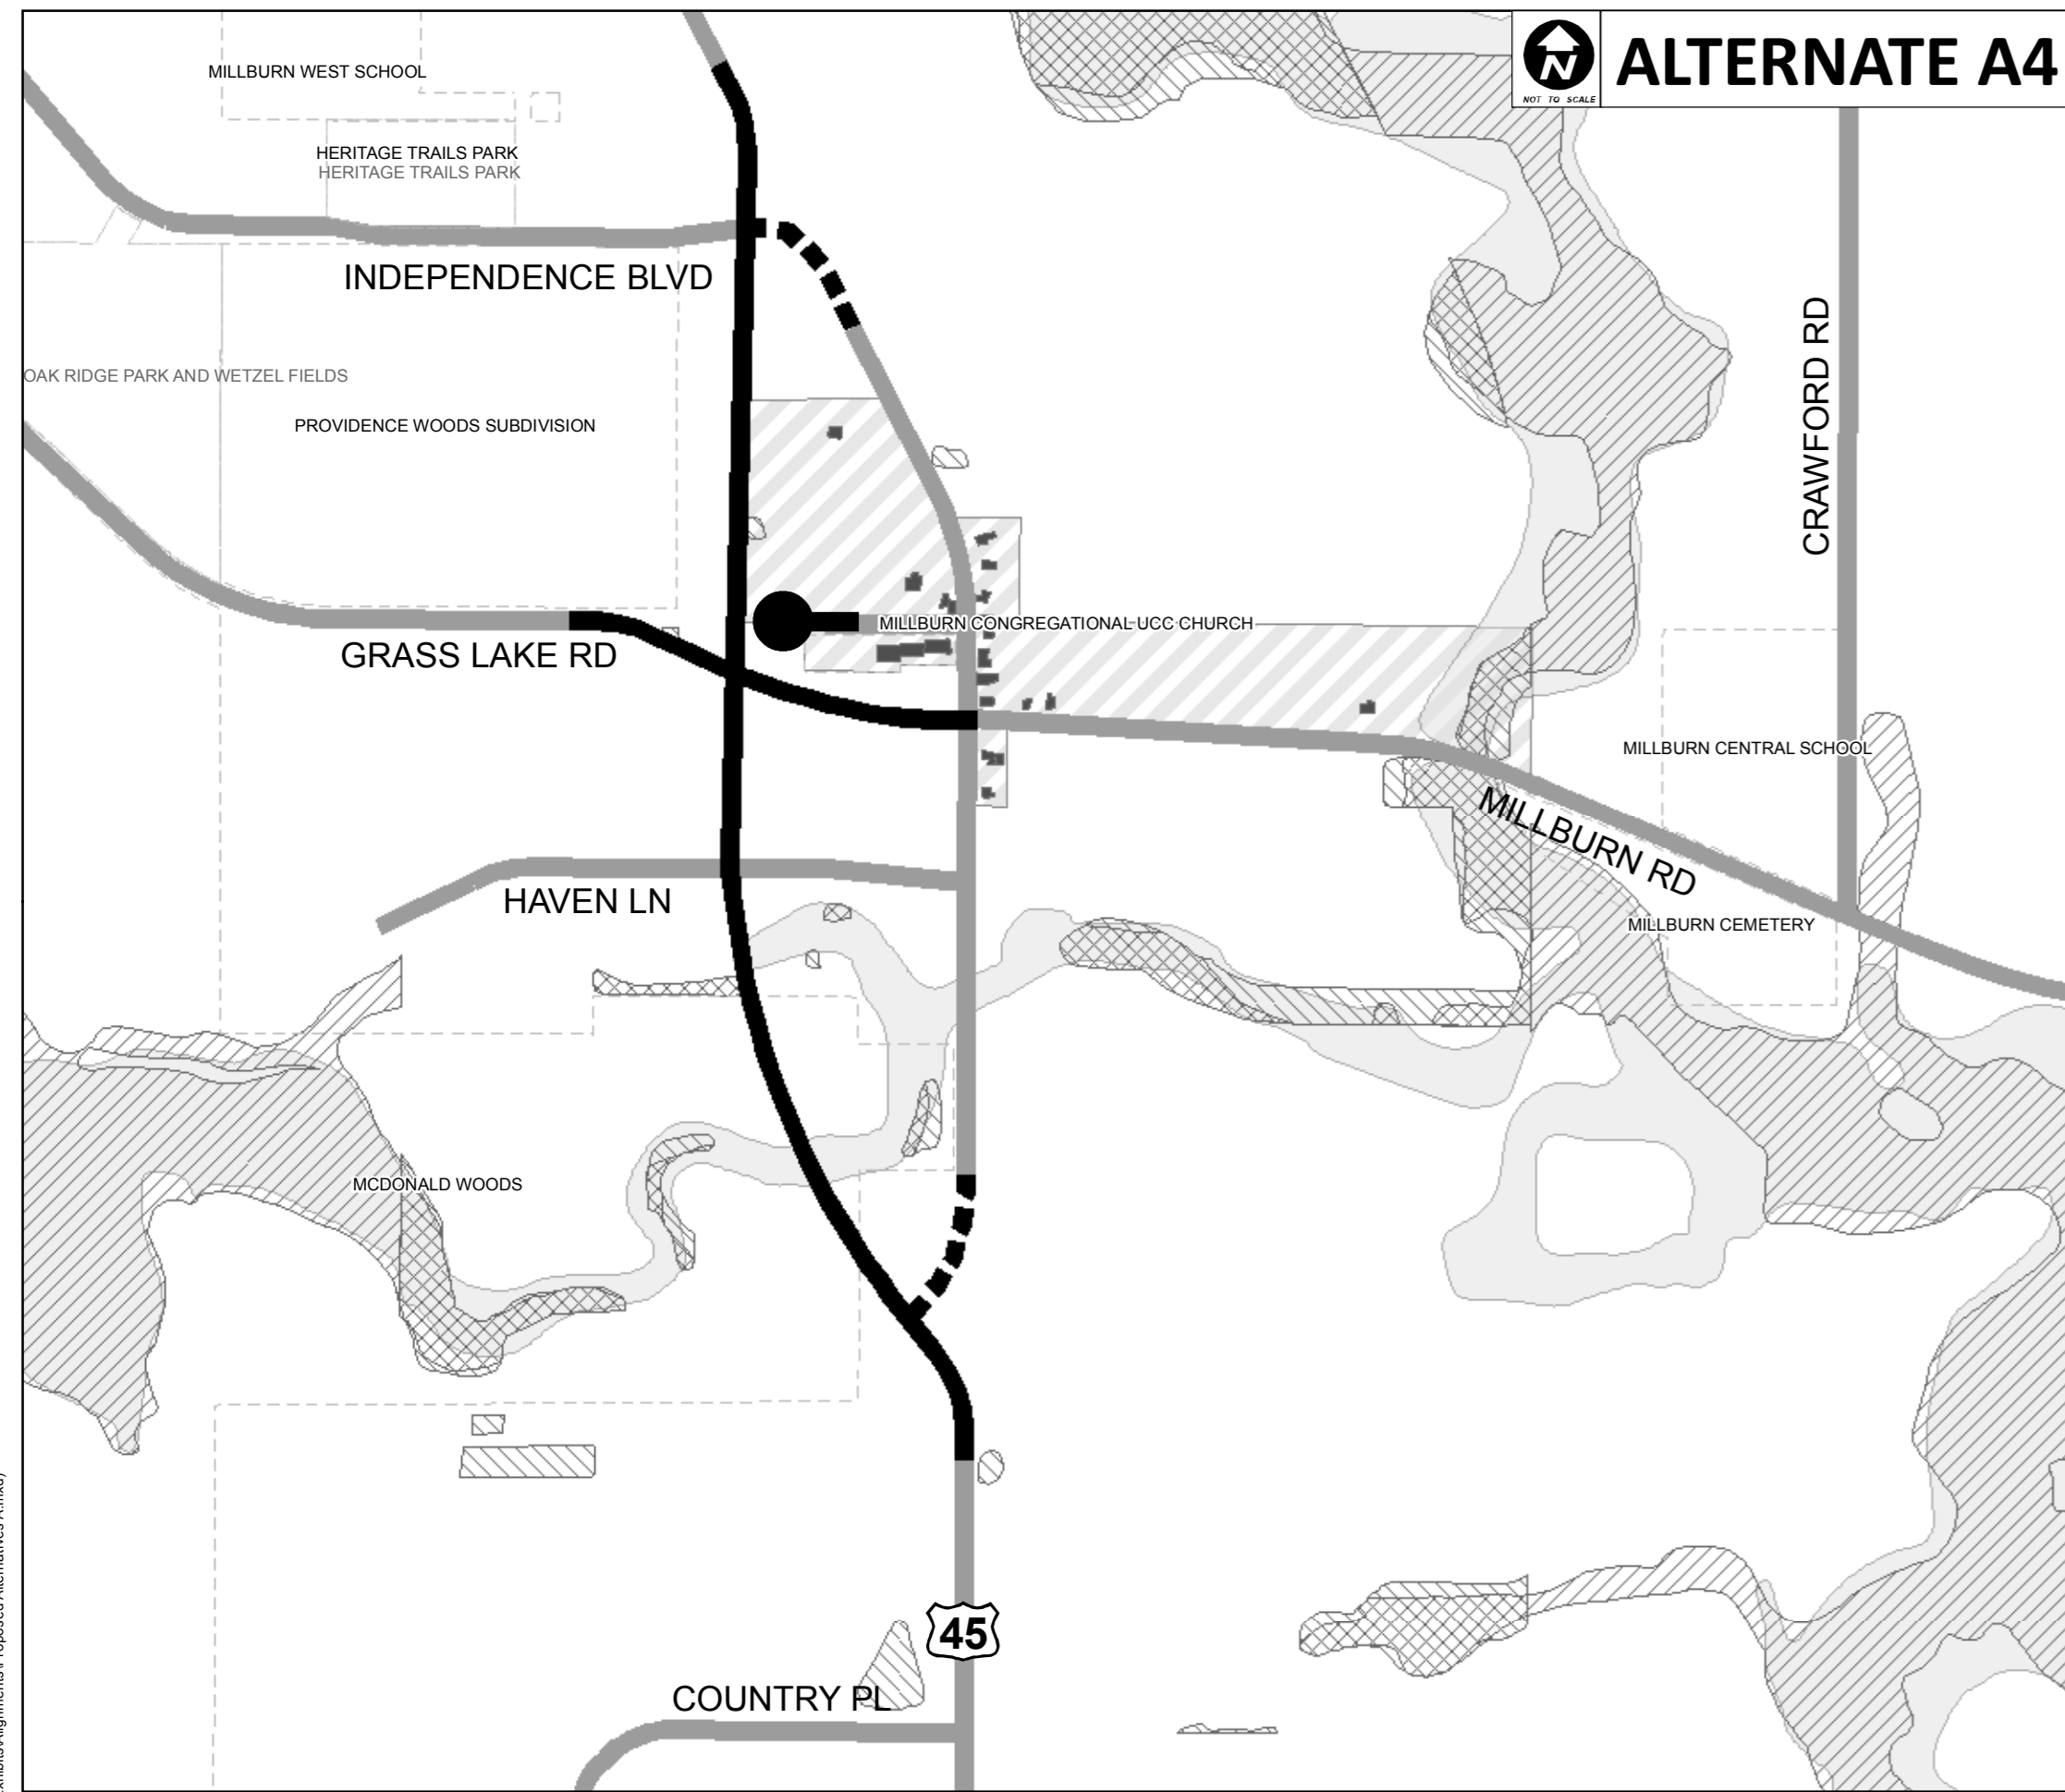 ALTERNATE A4
N
NOT TO SCALE
MILLBURN WEST SCHOOL
HERITAGE TRAILS PARK
HERITAGE TRAILS PARK
INDEPENDENCE BLVD
OAK RIDGE PARK AND WETZEL FIELDS
PROVIDENCE WOODS SUBDIVISION
CRAWFORD RD
MILLBURN CONGREGATIONAL UCC CHURCH
GRASS LAKE RD
MILLBURN CENTRAL SCHOOL
MILLBURN RD
HAVEN LN
MILLBURN CEMETERY
MCDONALD WOODS
45
COUNTRY PL